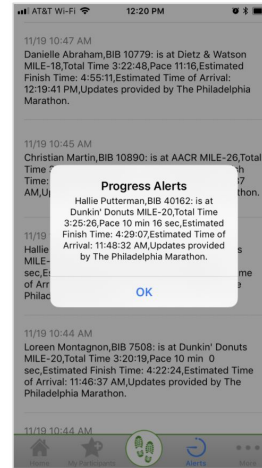 AT&T Wi-Fi 12:20 PM
11/19 10:47 AM
Danielle Abraham,BIB 10779: is at Dietz & Watson
MILE-18,Total Time 3:22:48,Pace 11:16,Estimated
Finish Time: 4:55:11,Estimated Time of Arrival:
12:19:41 PM,Updates provided by The Philadelphia
Marathon.
11/19 10:45 AM
Christian Martin,BIB 10890: is at AACR MILE-26,Total
Time
Time:
AM,U
Progress Alerts
Hallie Putterman,BIB 40162: is at
Dunkin' Donuts MILE-20,Total Time
3:25:26,Pace 10 min 16 sec,Estimated
Finish Time: 4:29:07,Estimated Time of
Arrival: 11:48:32 AM,Updates provided
by The Philadelphia Marathon.
OK
11/19
Hallie
MILE-
sec,E
of Arr
Philad
11/19 10:44 AM
Loreen Montagnon,BIB 7508: is at Dunkin' Donuts
MILE-20,Total Time 3:20:19,Pace 10 min 0
sec,Estimated Finish Time: 4:22:24,Estimated Time
of Arrival: 11:46:37 AM,Updates provided by The
Philadelphia Marathon.
11/19 10:44 AM
Home My Participants Alerts More